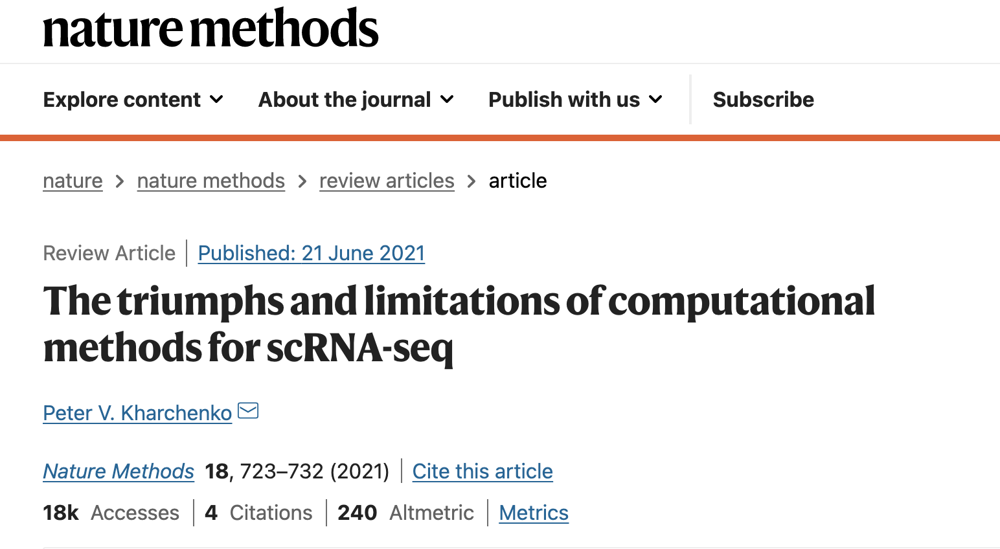 nature methods
Explore content About the journal Publish with us Subscribe
nature > nature methods > review articles > article
Review Article | Published: 21 June 2021
The triumphs and limitations of computational
methods for scRNA-seq
Peter V. Kharchenko
Nature Methods 18, 723–732 (2021) | Cite this article
18k Accesses | 4 Citations | 240 Altmetric | Metrics